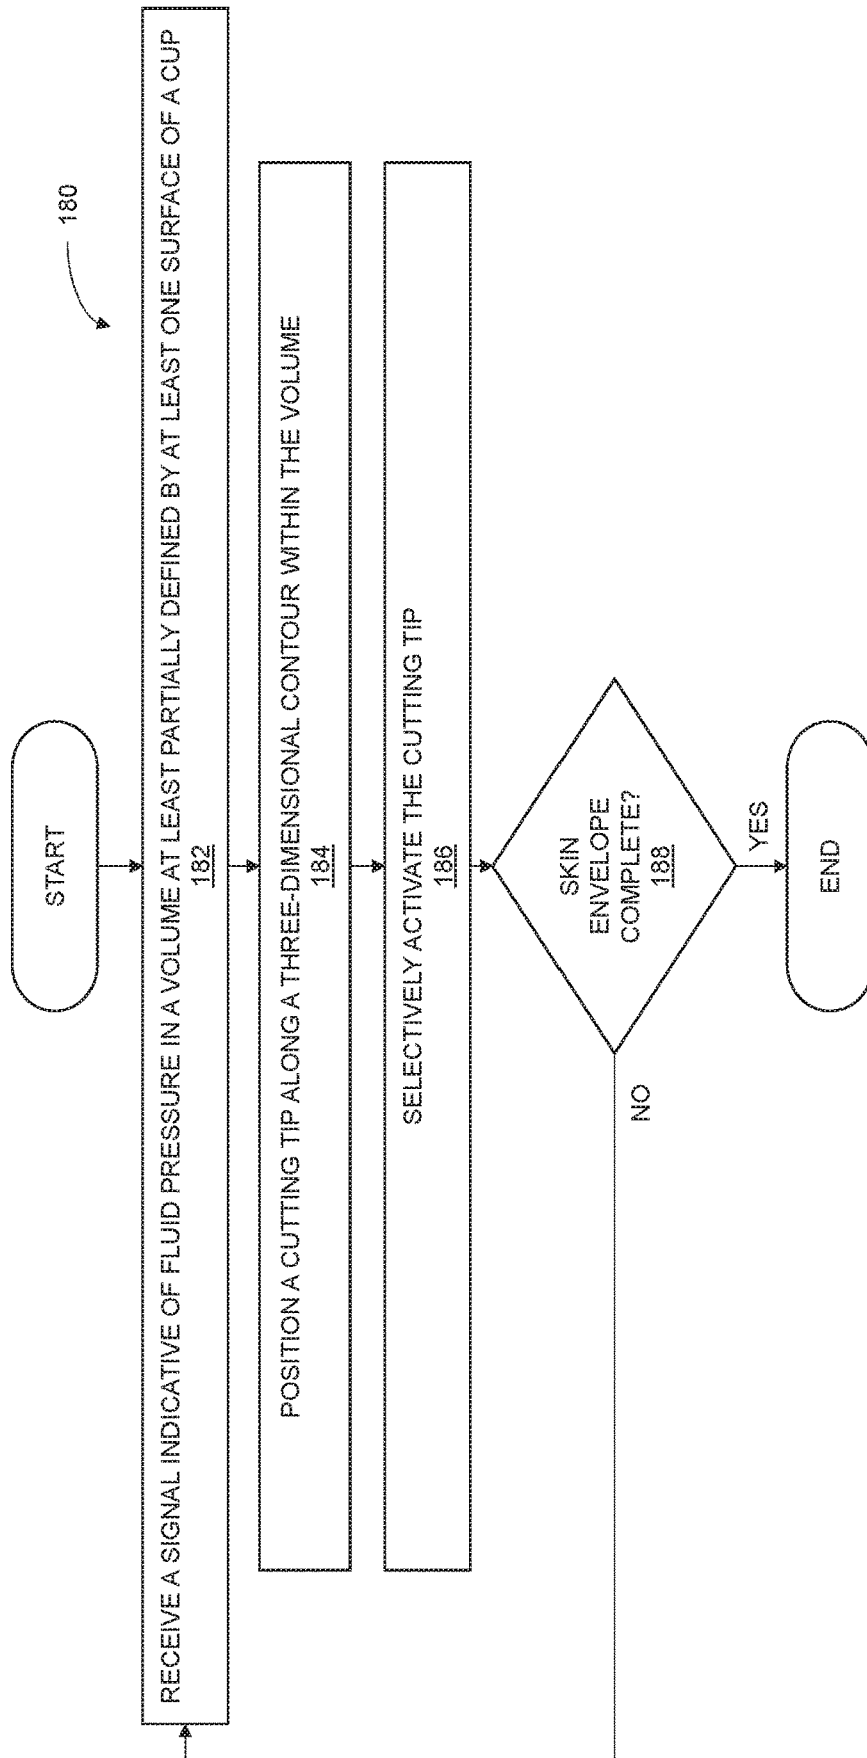 180
START
RECEIVE A SIGNAL INDICATIVE OF FLUID PRESSURE IN A VOLUME AT LEAST PARTIALLY DEFINED BY AT LEAST ONE SURFACE OF A CUP
182
POSITION A CUTTING TIP ALONG A THREE-DIMENSIONAL CONTOUR WITHIN THE VOLUME
184
SELECTIVELY ACTIVATE THE CUTTING TIP
186
SKIN
ENVELOPE
COMPLETE?
188
NO
YES
END